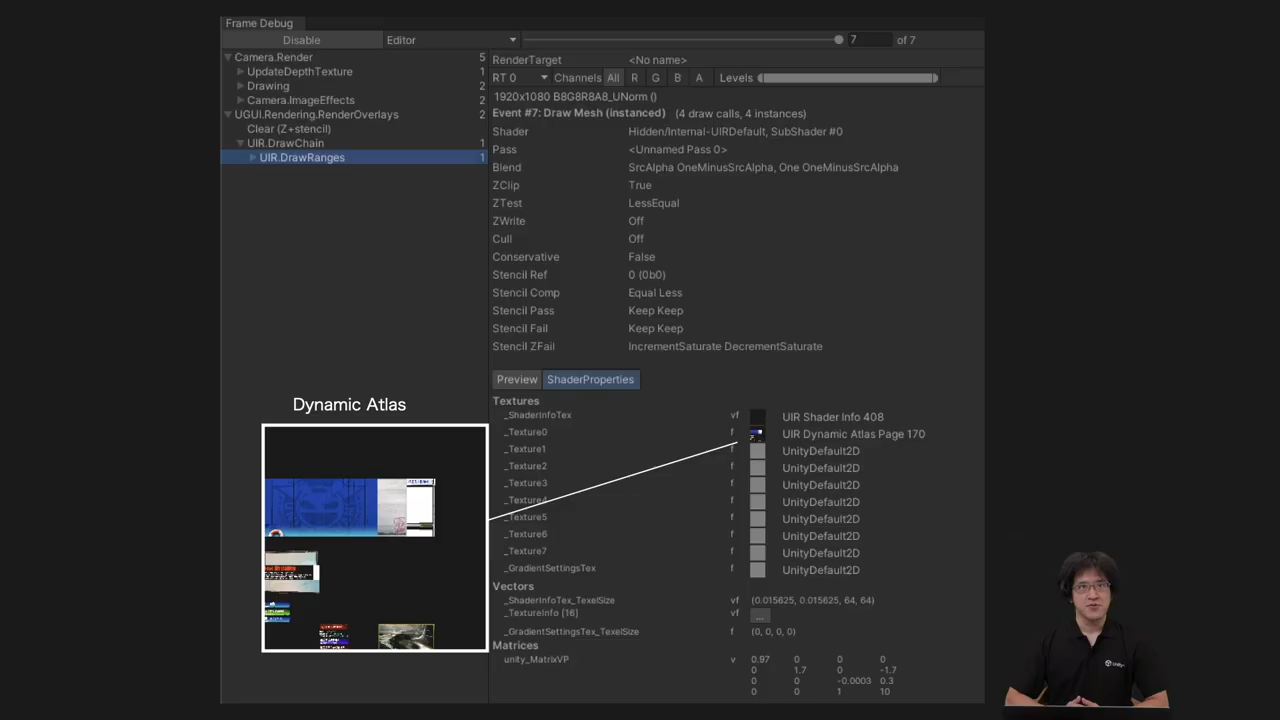 Frame Debug
Disable Editor 7 of 7
Camera.Render 5
UpdateDepthTexture 1
Drawing 2
Camera.ImageEffects 2
UGUI.Rendering.RenderOverlays 2
Clear (Z+stencil)
UIR.DrawChain 1
UIR.DrawRanges 1
RenderTarget <No name>
RT 0 Channels All R G B A Levels
1920x1080 B8G8R8A8_UNorm ()
Event #7: Draw Mesh (instanced) (4 draw calls, 4 instances)
Shader Hidden/Internal-UIRDefault, SubShader #0
Pass <Unnamed Pass 0>
Blend SrcAlpha OneMinusSrcAlpha, One OneMinusSrcAlpha
ZClip True
ZTest LessEqual
ZWrite Off
Cull Off
Conservative False
Stencil Ref 0 (0b0)
Stencil Comp Equal Less
Stencil Pass Keep Keep
Stencil Fail Keep Keep
Stencil ZFail IncrementSaturate DecrementSaturate
Preview ShaderProperties
Textures
_ShaderInfoTex vf UIR Shader Info 408
_Texture0 f UIR Dynamic Atlas Page 170
_Texture1 f UnityDefault2D
_Texture2 f UnityDefault2D
_Texture3 f UnityDefault2D
_Texture4 f UnityDefault2D
_Texture5 f UnityDefault2D
_Texture6 f UnityDefault2D
_Texture7 f UnityDefault2D
_GradientSettingsTex f UnityDefault2D
Vectors
_ShaderInfoTex_TexelSize vf (0.015625, 0.015625, 64, 64)
_TextureInfo [16] vf ...
_GradientSettingsTex_TexelSize f (0, 0, 0, 0)
Matrices
unity_MatrixVP v 0.97 0 0 0
0 1.7 0 -1.7
0 0 -0.0003 0.3
0 0 1 10
Dynamic Atlas